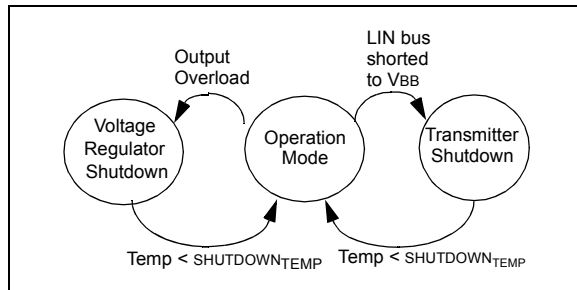 Output
Overload
LIN bus
shorted
to VBB
Voltage
Regulator
Shutdown
Operation
Mode
Transmitter
Shutdown
Temp < SHUTDOWNTEMP
Temp < SHUTDOWNTEMP